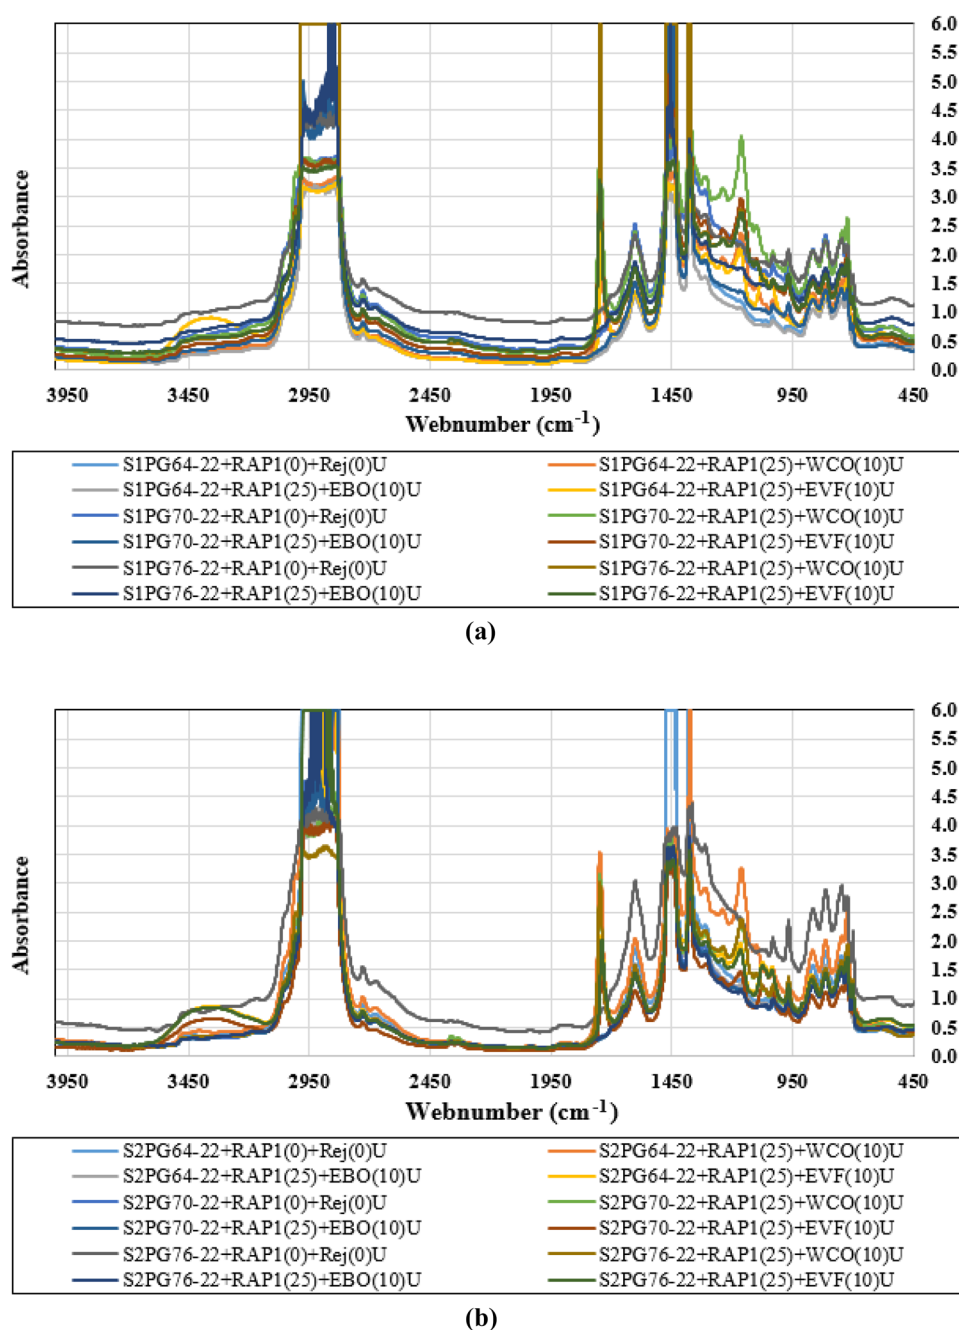 6.0
5.5
5.0
4.5
4.0
3.5
3.0
2.5
2.0
1.5
1.0
0.5
0.0
Absorbance
3950 3450 2950 2450 1950 1450 950 450
Webnumber (cm-1)
S1PG64-22+RAP1(0)+Rej(0)U S1PG64-22+RAP1(25)+WCO(10)U
S1PG64-22+RAP1(25)+EBO(10)U S1PG64-22+RAP1(25)+EVF(10)U
S1PG70-22+RAP1(0)+Rej(0)U S1PG70-22+RAP1(25)+WCO(10)U
S1PG70-22+RAP1(25)+EBO(10)U S1PG70-22+RAP1(25)+EVF(10)U
S1PG76-22+RAP1(0)+Rej(0)U S1PG76-22+RAP1(25)+WCO(10)U
S1PG76-22+RAP1(25)+EBO(10)U S1PG76-22+RAP1(25)+EVF(10)U
(a)
6.0
5.5
5.0
4.5
4.0
3.5
3.0
2.5
2.0
1.5
1.0
0.5
0.0
Absorbance
3950 3450 2950 2450 1950 1450 950 450
Webnumber (cm-1)
S2PG64-22+RAP1(0)+Rej(0)U S2PG64-22+RAP1(25)+WCO(10)U
S2PG64-22+RAP1(25)+EBO(10)U S2PG64-22+RAP1(25)+EVF(10)U
S2PG70-22+RAP1(0)+Rej(0)U S2PG70-22+RAP1(25)+WCO(10)U
S2PG70-22+RAP1(25)+EBO(10)U S2PG70-22+RAP1(25)+EVF(10)U
S2PG76-22+RAP1(0)+Rej(0)U S2PG76-22+RAP1(25)+WCO(10)U
S2PG76-22+RAP1(25)+EBO(10)U S2PG76-22+RAP1(25)+EVF(10)U
(b)